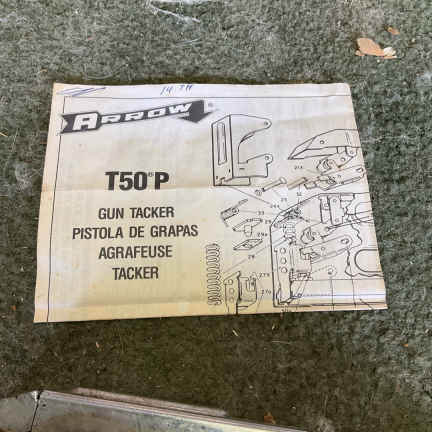 ARROW
T50®P
GUN TACKER
PISTOLA DE GRAPAS
AGRAFEUSE
TACKER